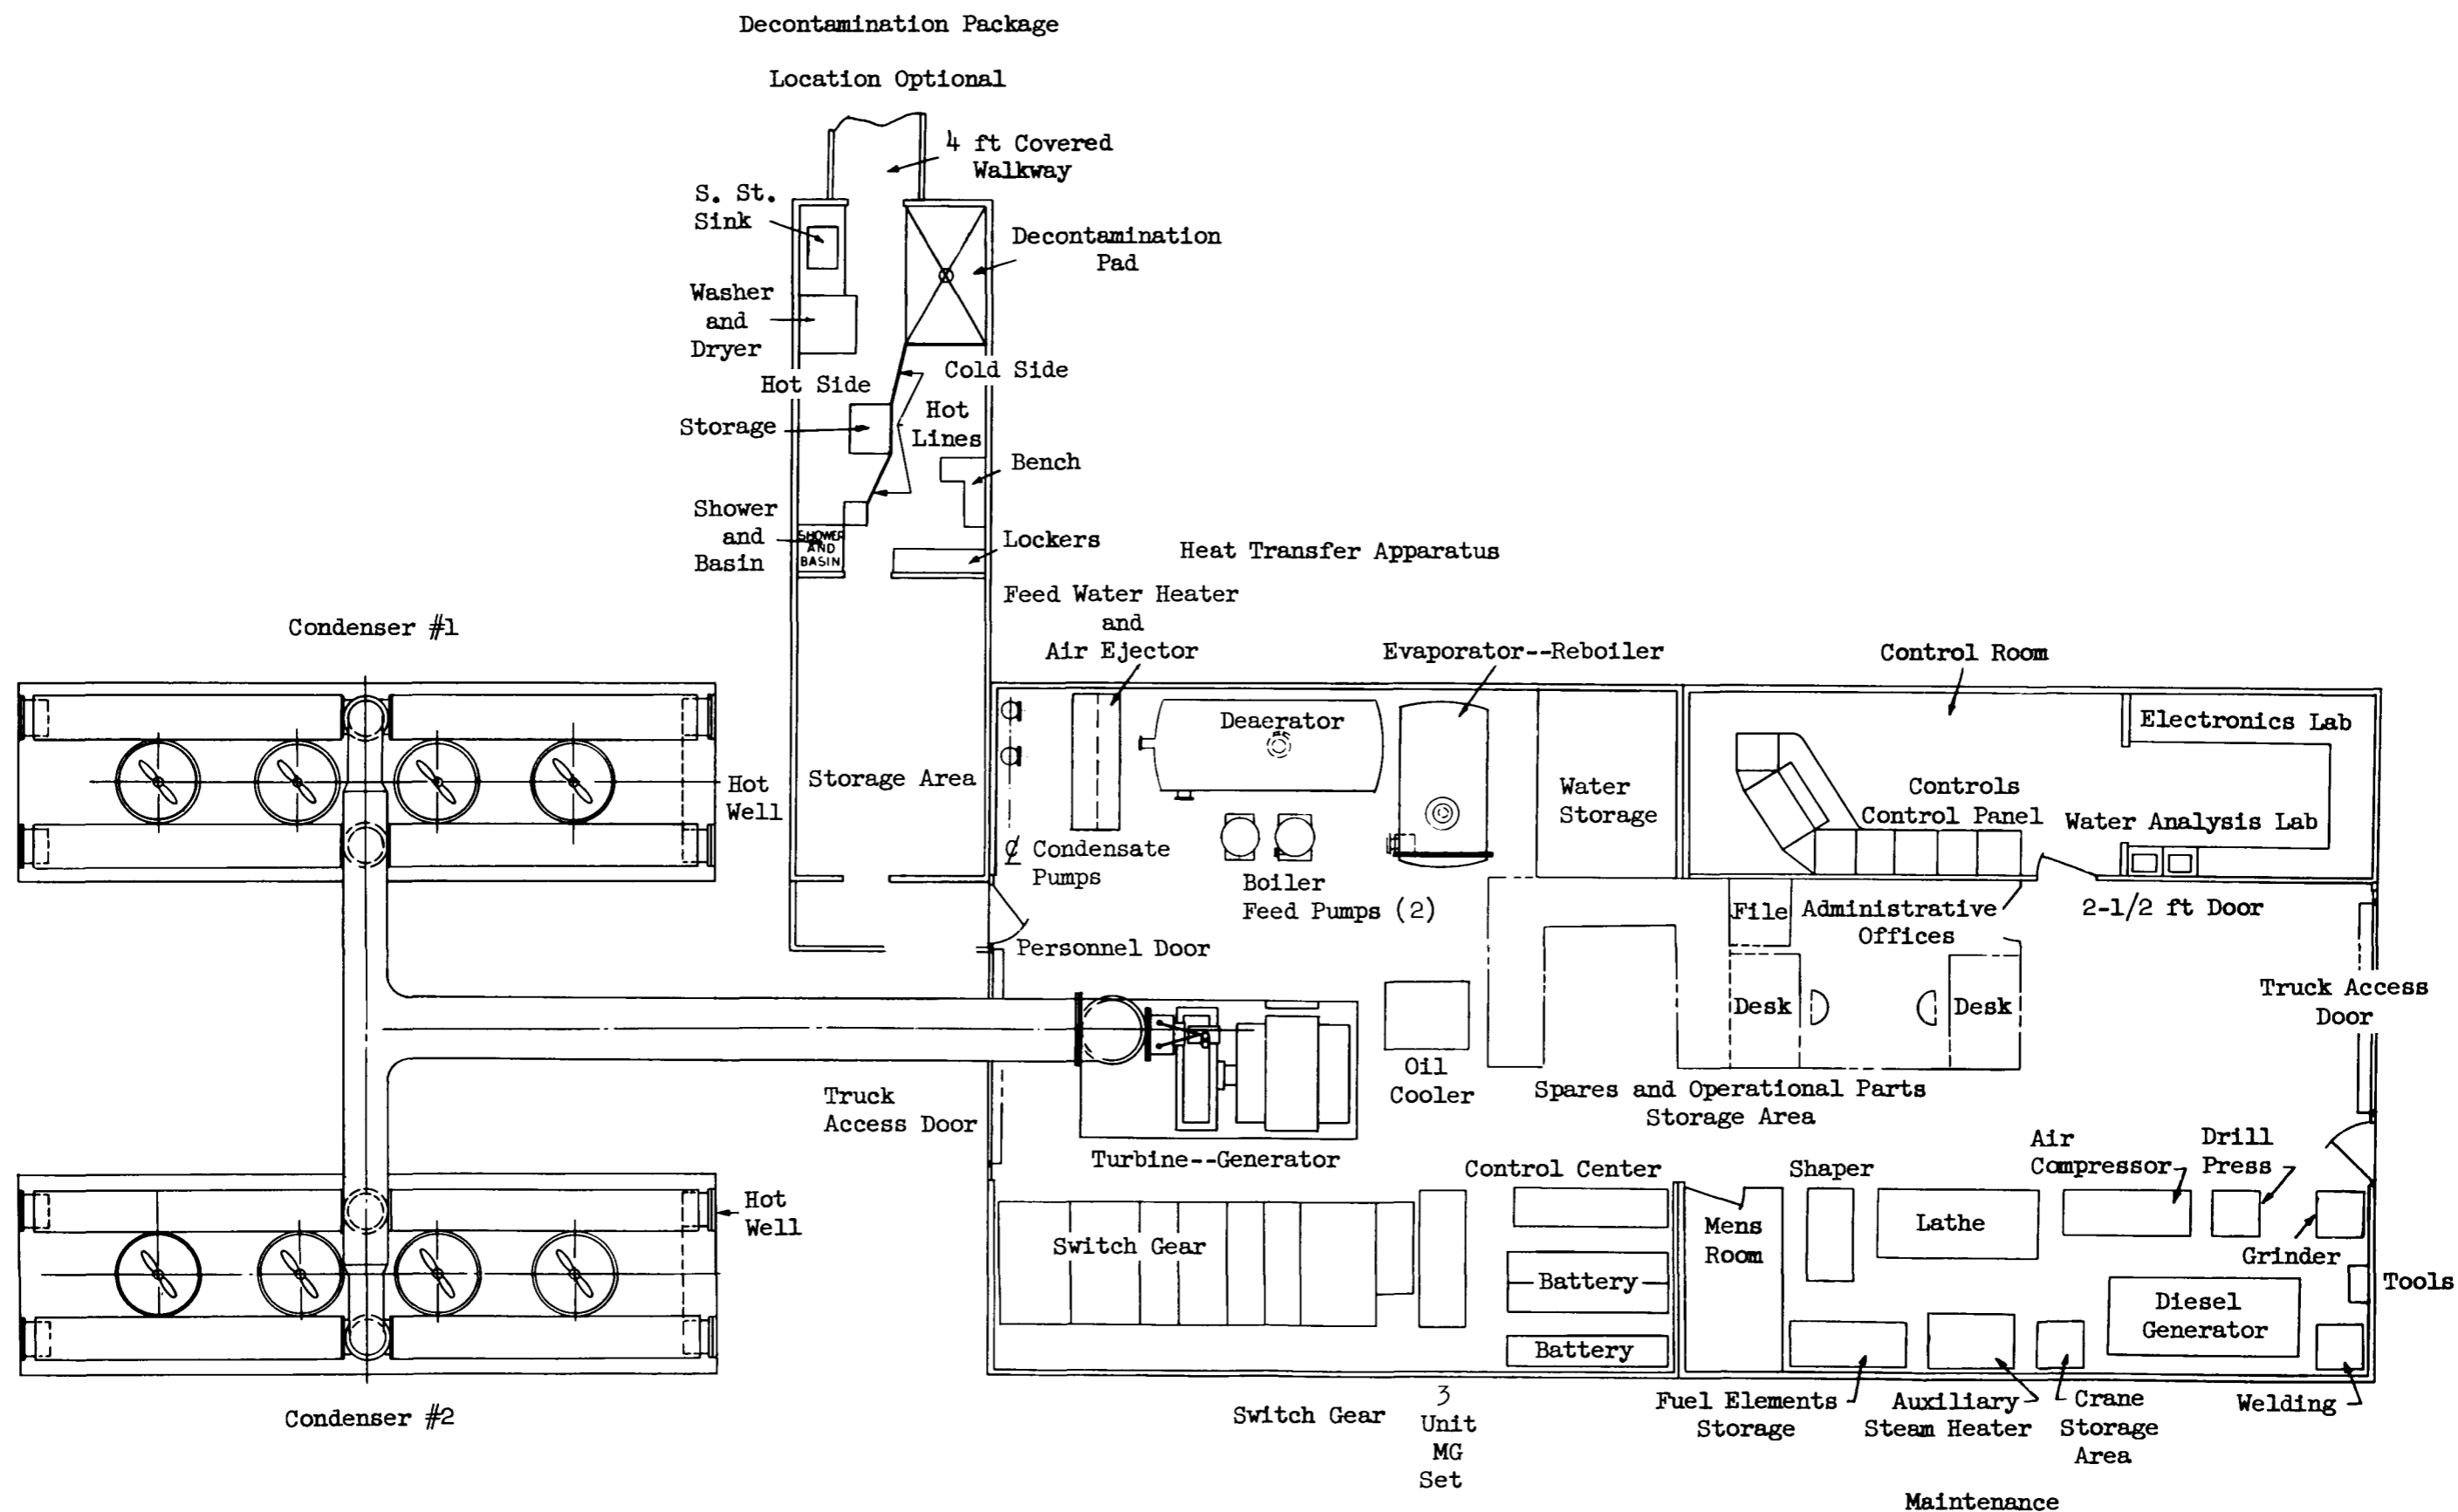 Decontamination Package
Location Optional
4 ft Covered
Walkway
S. St.
Sink
Decontamination
Pad
Washer
and
Dryer
Cold Side
Hot Side
Hot
Lines
Storage
Bench
Shower
and
Basin
SHOWER
AND
BASIN
Lockers
Heat Transfer Apparatus
Feed Water Heater
and
Air Ejector
Evaporator--Reboiler
Control Room
Condenser #1
Deaerator
Electronics Lab
Storage Area
Hot
Well
Water
Storage
Controls
Control Panel
Water Analysis Lab
℄ Condensate
Pumps
Boiler
Feed Pumps (2)
File
Administrative
Offices
2-1/2 ft Door
Personnel Door
Desk
Desk
Truck Access
Door
Oil
Cooler
Truck
Access Door
Spares and Operational Parts
Storage Area
Turbine--Generator
Control Center
Shaper
Air
Compressor
Drill
Press
Hot
Well
Switch Gear
Mens
Room
Lathe
Grinder
Battery
Tools
Diesel
Generator
Battery
Condenser #2
Switch Gear
3
Unit
MG
Set
Fuel Elements
Storage
Auxiliary
Steam Heater
Crane
Storage
Area
Welding
Maintenance